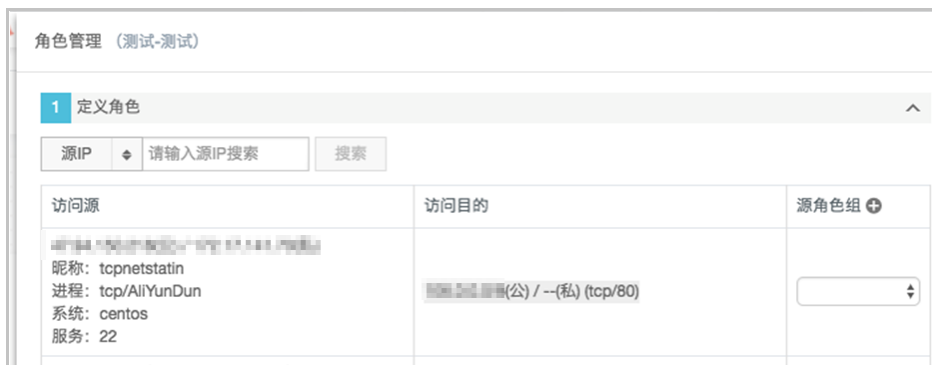 角色管理 （测试-测试）
1 定义角色
源IP 请输入源IP搜索 搜索
访问源 访问目的 源角色组
昵称：tcpnetstatin
进程：tcp/AliYunDun
(公) / --(私) (tcp/80)
系统：centos
服务：22